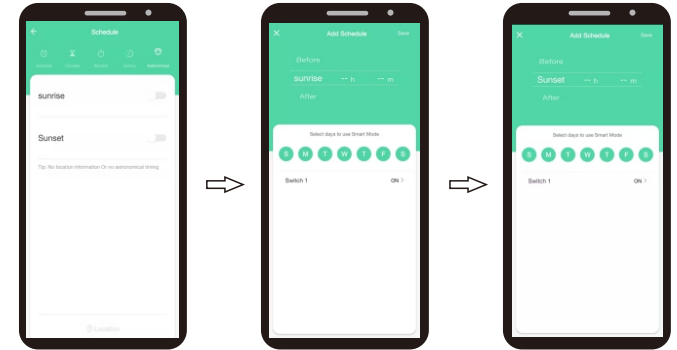 Schedule
Astronomical
sunrise
Sunset
Tip: No location information Or no astronomical timing
Location
Add Schedule Save
Before
sunrise -- h -- m
After
Select days to use Smart Mode
S M T W T F S
Switch 1 ON
Add Schedule Save
Before
Sunset -- h -- m
After
Select days to use Smart Mode
S M T W T F S
Switch 1 ON